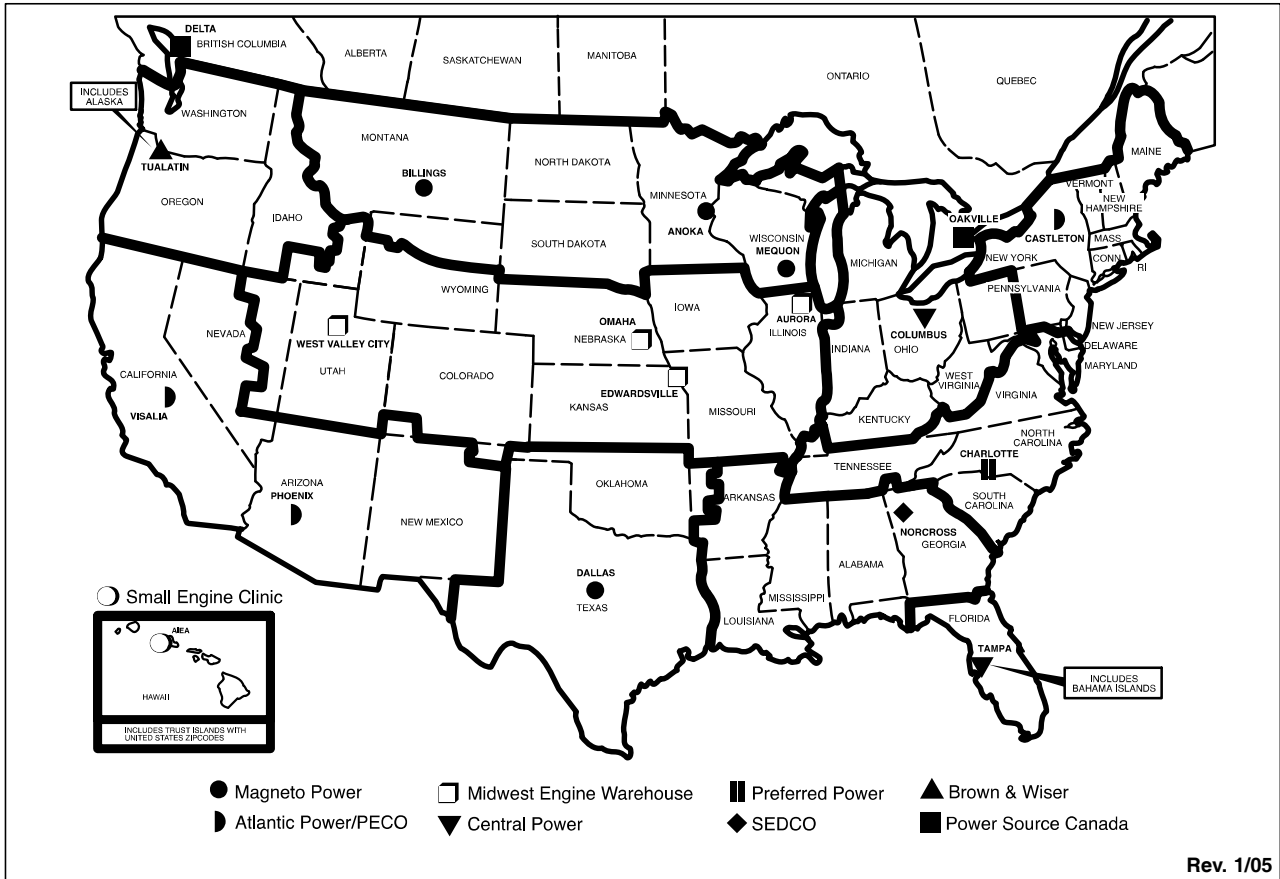 DELTA
BRITISH COLUMBIA
ALBERTA
SASKATCHEWAN
MANITOBA
ONTARIO
QUEBEC
INCLUDES
ALASKA
WASHINGTON
MONTANA
NORTH DAKOTA
MINNESOTA
MAINE
TUALATIN
BILLINGS
VERMONT
NEW
HAMPSHIRE
OREGON
IDAHO
SOUTH DAKOTA
ANOKA
WISCONSIN
MEQUON
MICHIGAN
OAKVILLE
CASTLETON
MASS
NEW YORK
CONN
RI
WYOMING
IOWA
PENNSYLVANIA
NEVADA
WEST VALLEY CITY
UTAH
OMAHA
NEBRASKA
AURORA
ILLINOIS
INDIANA
COLUMBUS
OHIO
NEW JERSEY
DELAWARE
MARYLAND
CALIFORNIA
VISALIA
COLORADO
EDWARDSVILLE
KANSAS
MISSOURI
WEST
VIRGINIA
VIRGINIA
KENTUCKY
NORTH
CAROLINA
CHARLOTTE
TENNESSEE
ARIZONA
PHOENIX
NEW MEXICO
OKLAHOMA
ARKANSAS
SOUTH
CAROLINA
NORCROSS
GEORGIA
ALABAMA
MISSISSIPPI
DALLAS
TEXAS
LOUISIANA
FLORIDA
TAMPA
INCLUDES
BAHAMA ISLANDS
Small Engine Clinic
AIEA
HAWAII
INCLUDES TRUST ISLANDS WITH
UNITED STATES ZIPCODES
Magneto Power
Midwest Engine Warehouse
Preferred Power
Brown & Wiser
Atlantic Power/PECO
Central Power
SEDCO
Power Source Canada
Rev. 1/05